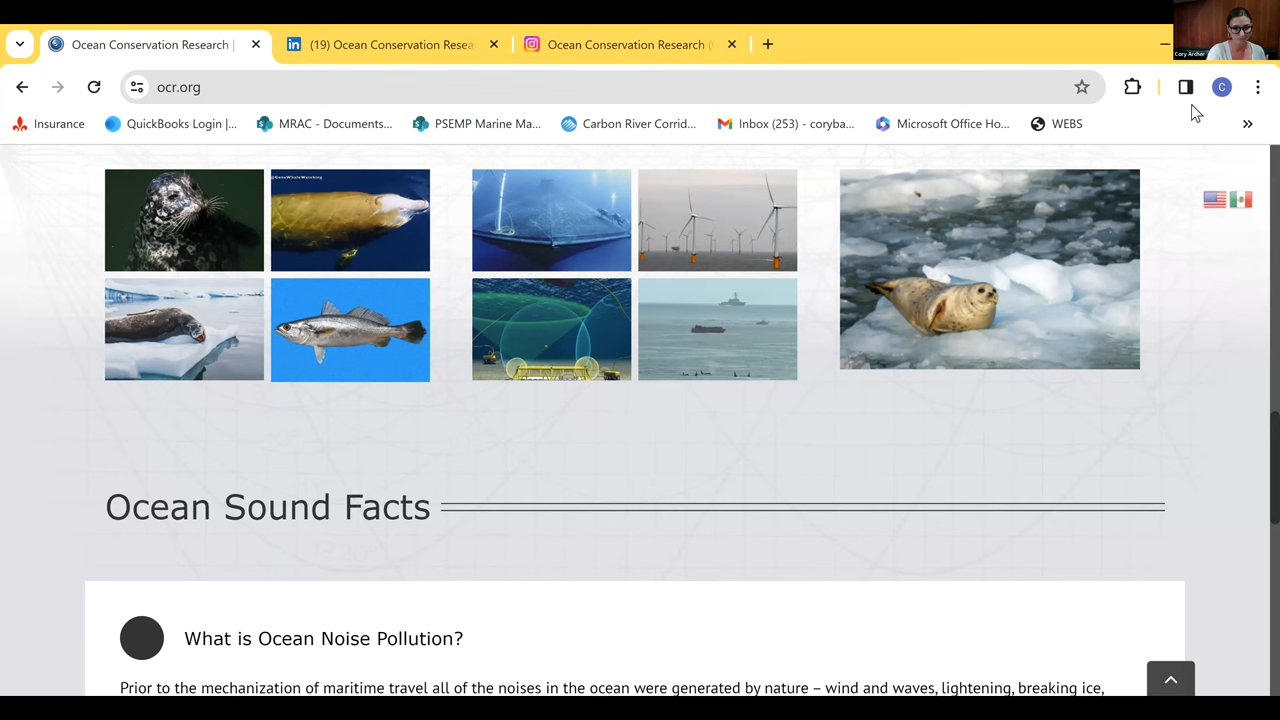 Ocean Conservation Research |
(19) Ocean Conservation Resea
Ocean Conservation Research (
Cory Archer
ocr.org
C
Insurance
QuickBooks Login |...
MRAC - Documents...
PSEMP Marine Ma...
Carbon River Corrid...
Inbox (253) - coryba...
Microsoft Office Ho...
WEBS
Ocean Sound Facts
What is Ocean Noise Pollution?
Prior to the mechanization of maritime travel all of the noises in the ocean were generated by nature – wind and waves, lightening, breaking ice,